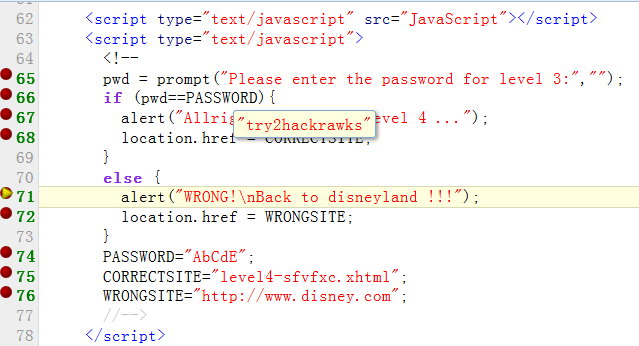 62 <script type="text/javascript" src="JavaScript"></script>
63 <script type="text/javascript">
64 <!--
65 pwd = prompt("Please enter the password for level 3:","");
66 if (pwd==PASSWORD){
67 alert("Allrig evel 4 ...");
"try2hackrawks"
68 location.href = CORRECTSITE;
69 }
70 else {
71 alert("WRONG!\nBack to disneyland !!!");
72 location.href = WRONGSITE;
73 }
74 PASSWORD="AbCdE";
75 CORRECTSITE="level4-sfvfxc.xhtml";
76 WRONGSITE="http://www.disney.com";
77 //-->
78 </script>